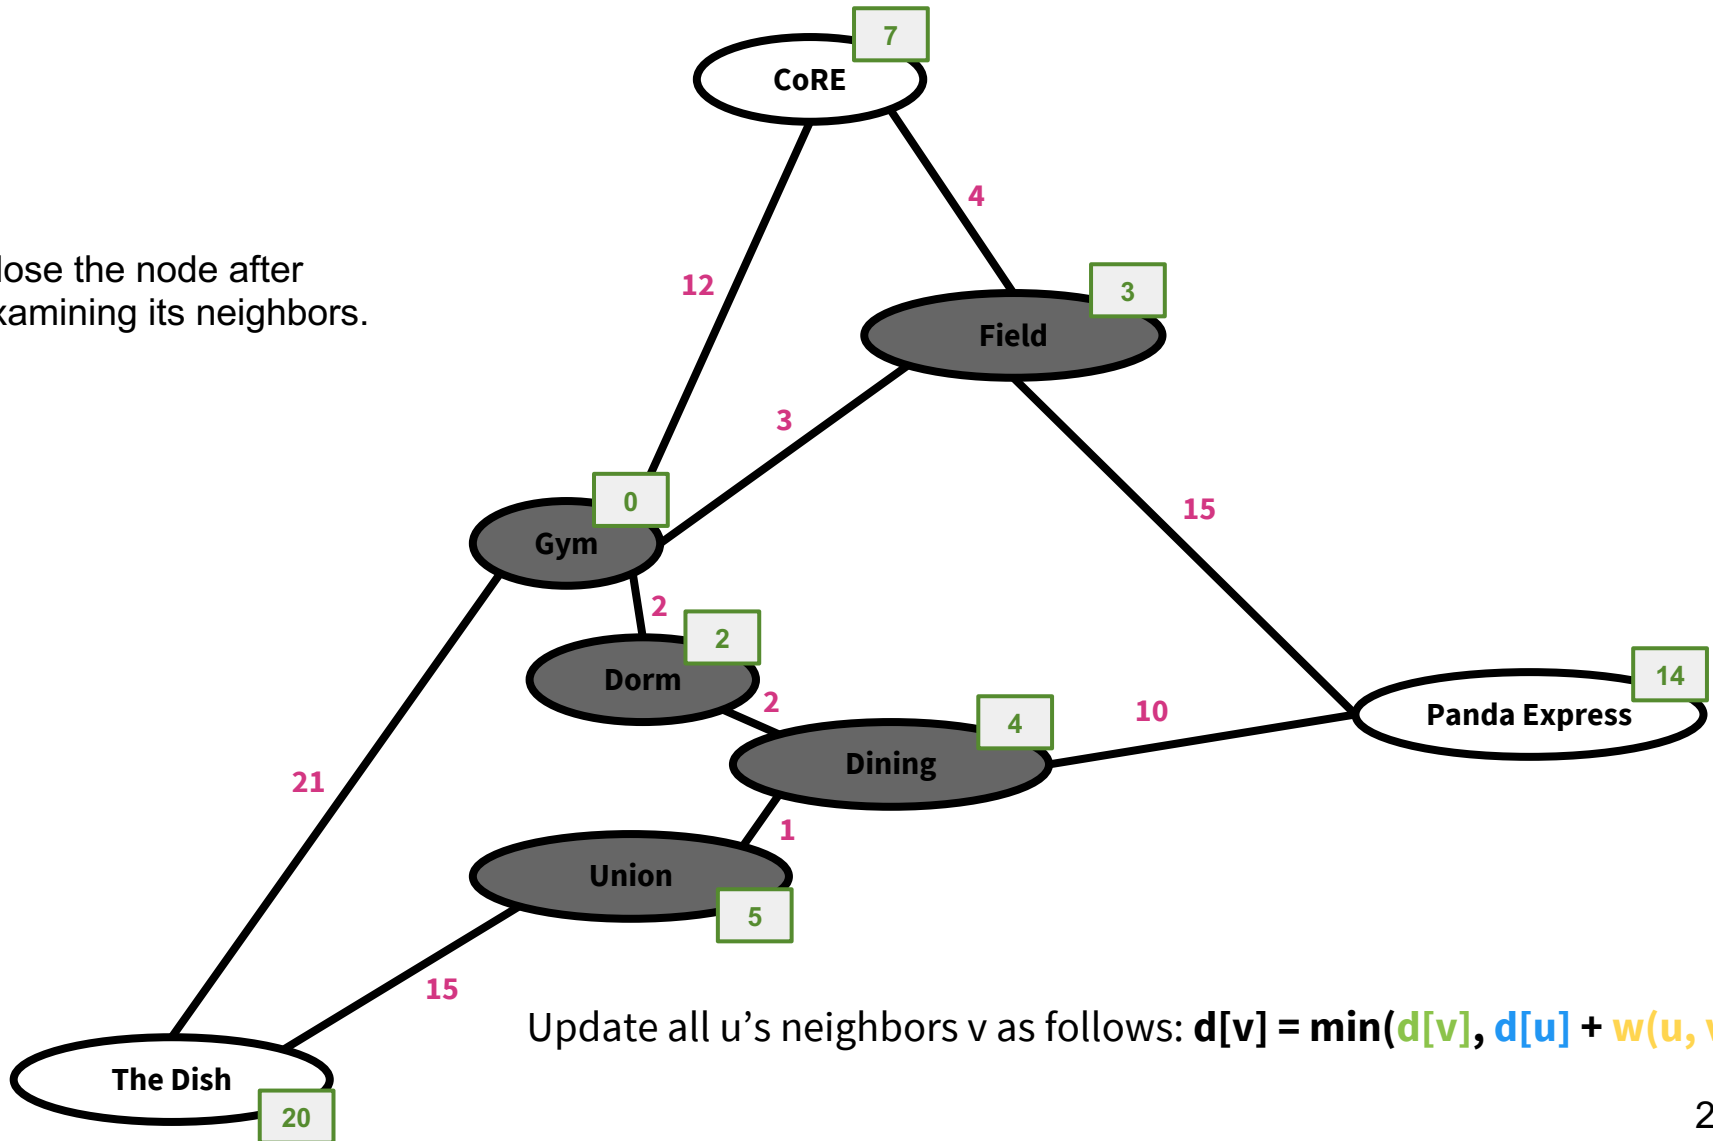 7
CoRE
4
lose the node after
xamining its neighbors.
12
3
Field
3
15
0
Gym
2
2
Dorm
2
14
Panda Express
10
4
Dining
21
1
Union
5
15
Update all u's neighbors v as follows: d[v] = min(d[v], d[u] + w(u, v
The Dish
20
2